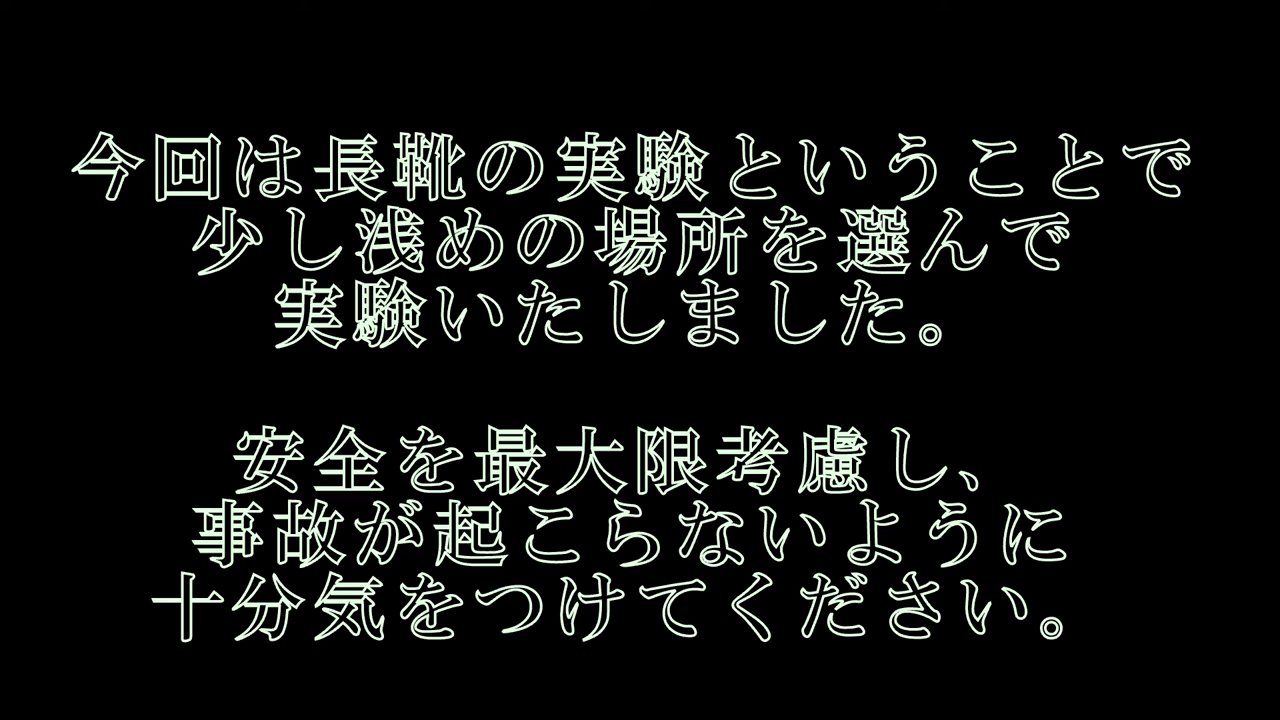 今回は長靴の実験ということで
少し浅めの場所を選んで
実験いたしました。
安全を最大限考慮し、
事故が起こらないように
十分気をつけてください。